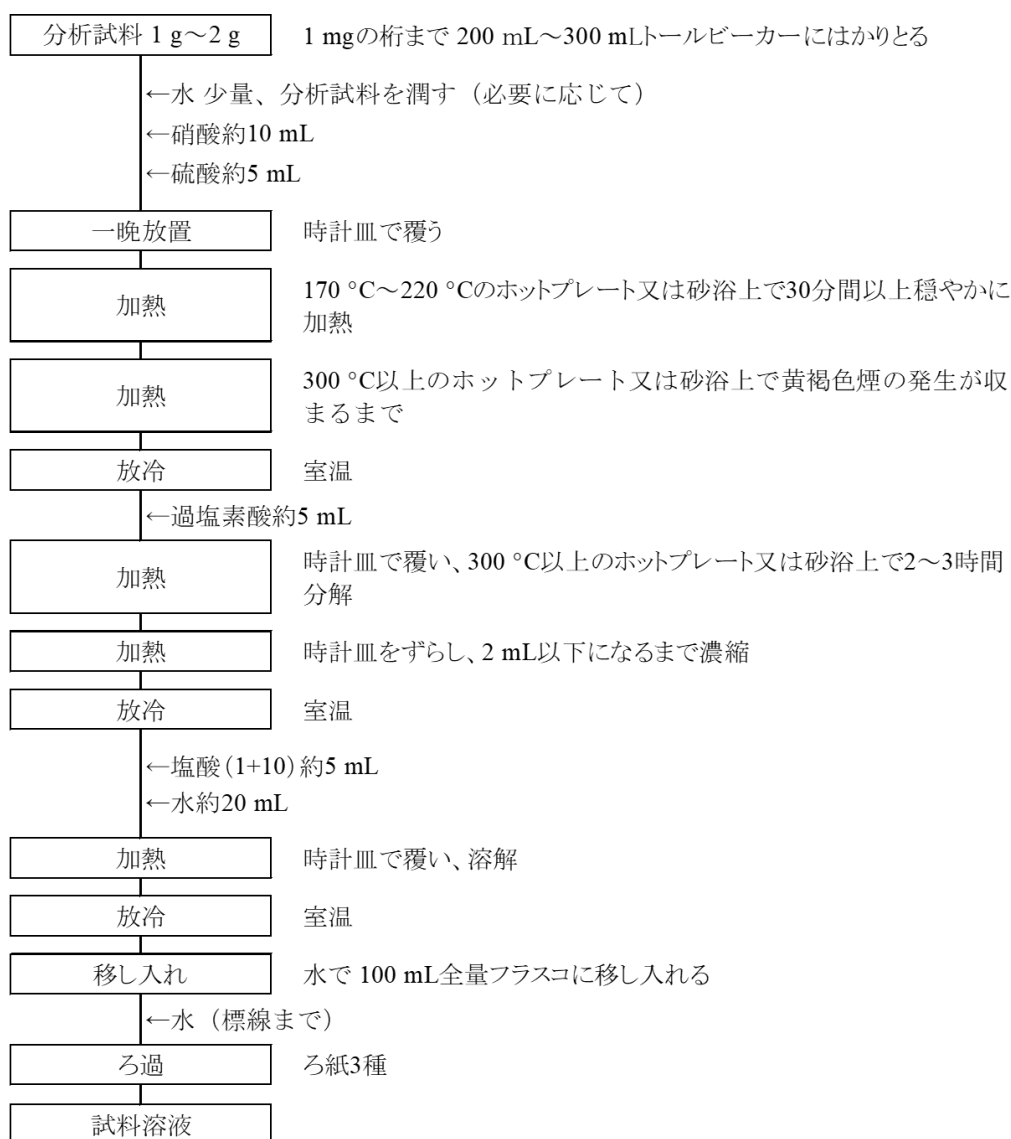 分析試料 1 g～2 g 1 mgの桁まで 200 mL～300 mLトールビーカーにはかりとる
←水 少量、分析試料を潤す（必要に応じて）
←硝酸約10 mL
←硫酸約5 mL
一晩放置 時計皿で覆う
加熱 170 °C～220 °Cのホットプレート又は砂浴上で30分間以上穏やかに
加熱
加熱 300 °C以上のホットプレート又は砂浴上で黄褐色煙の発生が収
まるまで
放冷 室温
←過塩素酸約5 mL
加熱 時計皿で覆い、300 °C以上のホットプレート又は砂浴上で2～3時間
分解
加熱 時計皿をずらし、2 mL以下になるまで濃縮
放冷 室温
←塩酸（1+10）約5 mL
←水約20 mL
加熱 時計皿で覆い、溶解
放冷 室温
移し入れ 水で 100 mL全量フラスコに移し入れる
←水（標線まで）
ろ過 ろ紙3種
試料溶液